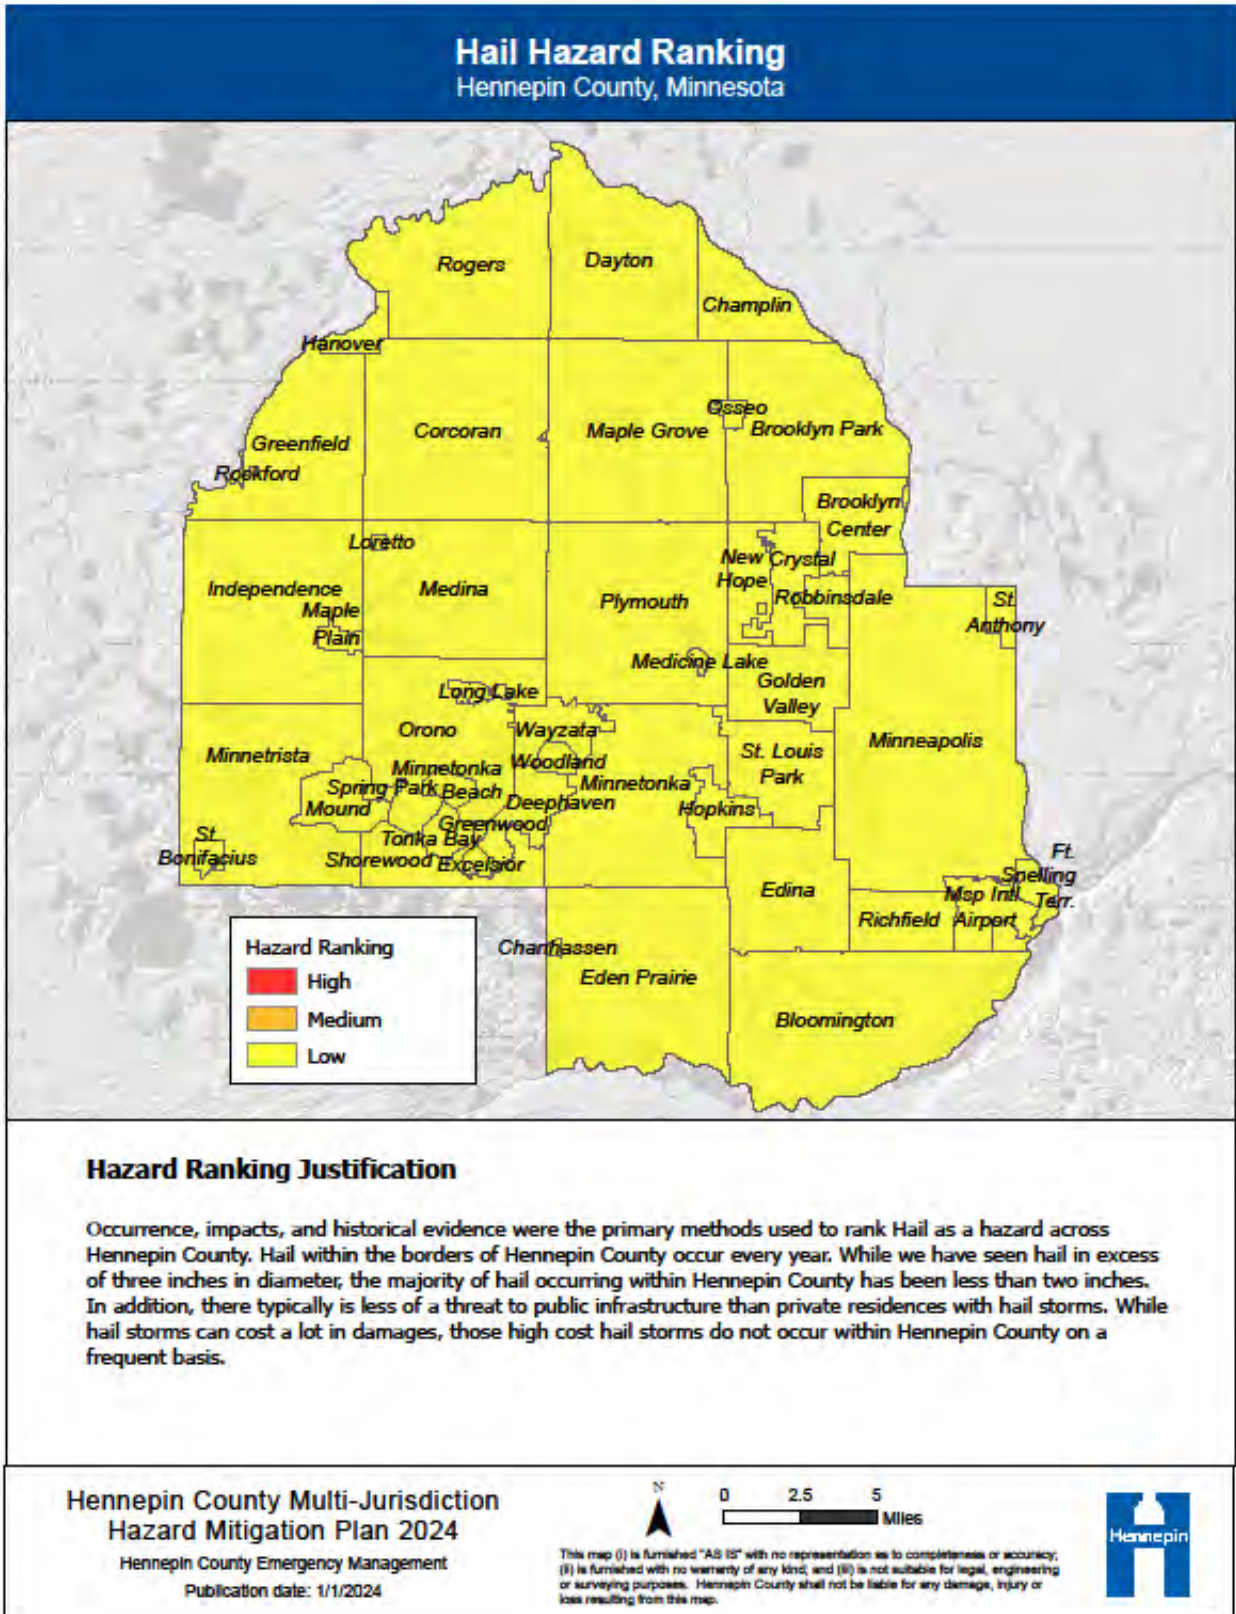 Hail Hazard Ranking
Hennepin County, Minnesota
Rogers
Dayton
Champlin
Hanover
Osseo
Corcoran
Maple Grove
Brooklyn Park
Greenfield
Rockford
Brooklyn
Center
Loretto
New
Hope
Crystal
Independence
Medina
Plymouth
Robbinsdale
St.
Anthony
Maple
Plain
Medicine Lake
Golden
Valley
Long Lake
Orono
Wayzata
Minneapolis
Minnetrista
Woodland
St. Louis
Park
Minnetonka
Beach
Spring Park
Minnetonka
Mound
Deephaven
Hopkins
Greenwood
Tonka Bay
St.
Bonifacius
Shorewood
Excelsior
Ft.
Snelling
Terr.
Edina
Msp Intl
Airport
Richfield
Chanhassen
Eden Prairie
Bloomington
Hazard Ranking
High
Medium
Low
Hazard Ranking Justification
Occurrence, impacts, and historical evidence were the primary methods used to rank Hail as a hazard across
Hennepin County. Hail within the borders of Hennepin County occur every year. While we have seen hail in excess
of three inches in diameter, the majority of hail occurring within Hennepin County has been less than two inches.
In addition, there typically is less of a threat to public infrastructure than private residences with hail storms. While
hail storms can cost a lot in damages, those high cost hail storms do not occur within Hennepin County on a
frequent basis.
Hennepin County Multi-Jurisdiction
Hazard Mitigation Plan 2024
Hennepin County Emergency Management
Publication date: 1/1/2024
N
0 2.5 5
Miles
This map (i) is furnished "AS IS" with no representation as to completeness or accuracy;
(ii) is furnished with no warranty of any kind; and (iii) is not suitable for legal, engineering
or surveying purposes. Hennepin County shall not be liable for any damage, injury or
loss resulting from this map.
Hennepin